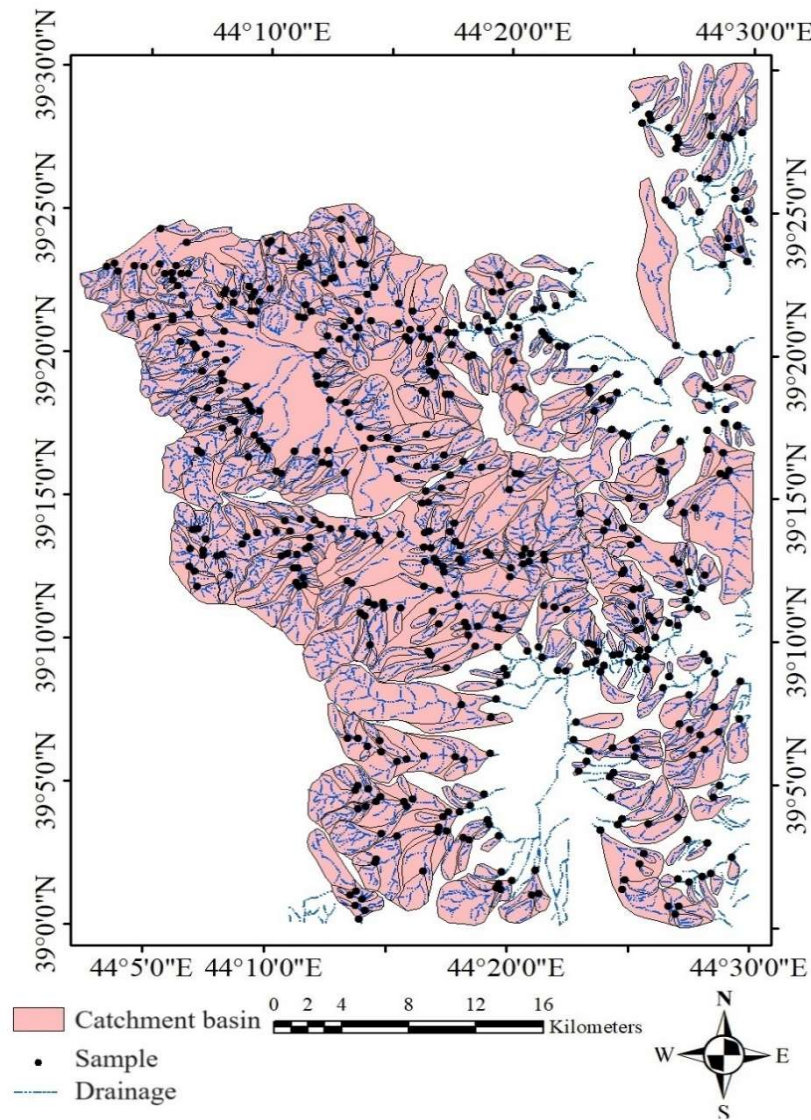 44°10'0"E 44°20'0"E 44°30'0"E
39°30'0"N
39°25'0"N 39°25'0"N
39°20'0"N 39°20'0"N
39°15'0"N 39°15'0"N
39°10'0"N 39°10'0"N
39°5'0"N 39°5'0"N
39°0'0"N
44°5'0"E 44°10'0"E 44°20'0"E 44°30'0"E
Catchment basin
0 2 4 8 12 16
Kilometers
Sample
Drainage
N
W E
S